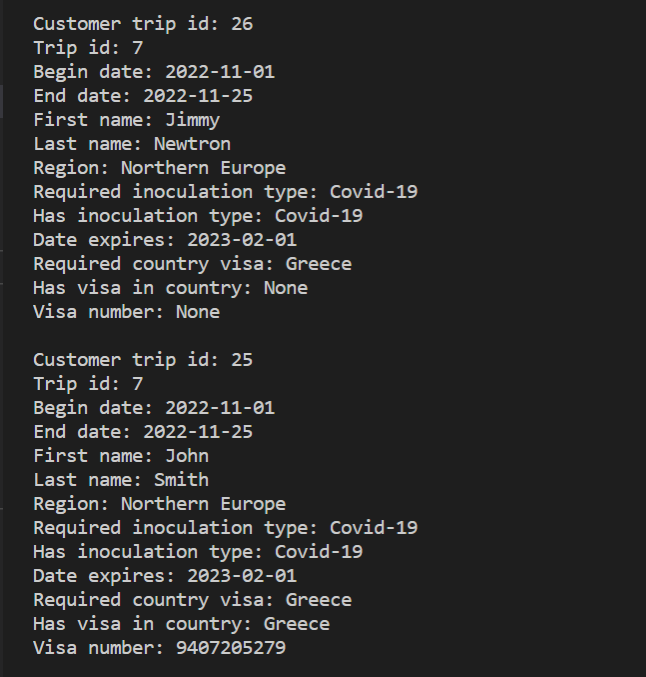 Customer trip id: 26
Trip id: 7
Begin date: 2022-11-01
End date: 2022-11-25
First name: Jimmy
Last name: Newtron
Region: Northern Europe
Required inoculation type: Covid-19
Has inoculation type: Covid-19
Date expires: 2023-02-01
Required country visa: Greece
Has visa in country: None
Visa number: None
Customer trip id: 25
Trip id: 7
Begin date: 2022-11-01
End date: 2022-11-25
First name: John
Last name: Smith
Region: Northern Europe
Required inoculation type: Covid-19
Has inoculation type: Covid-19
Date expires: 2023-02-01
Required country visa: Greece
Has visa in country: Greece
Visa number: 9407205279